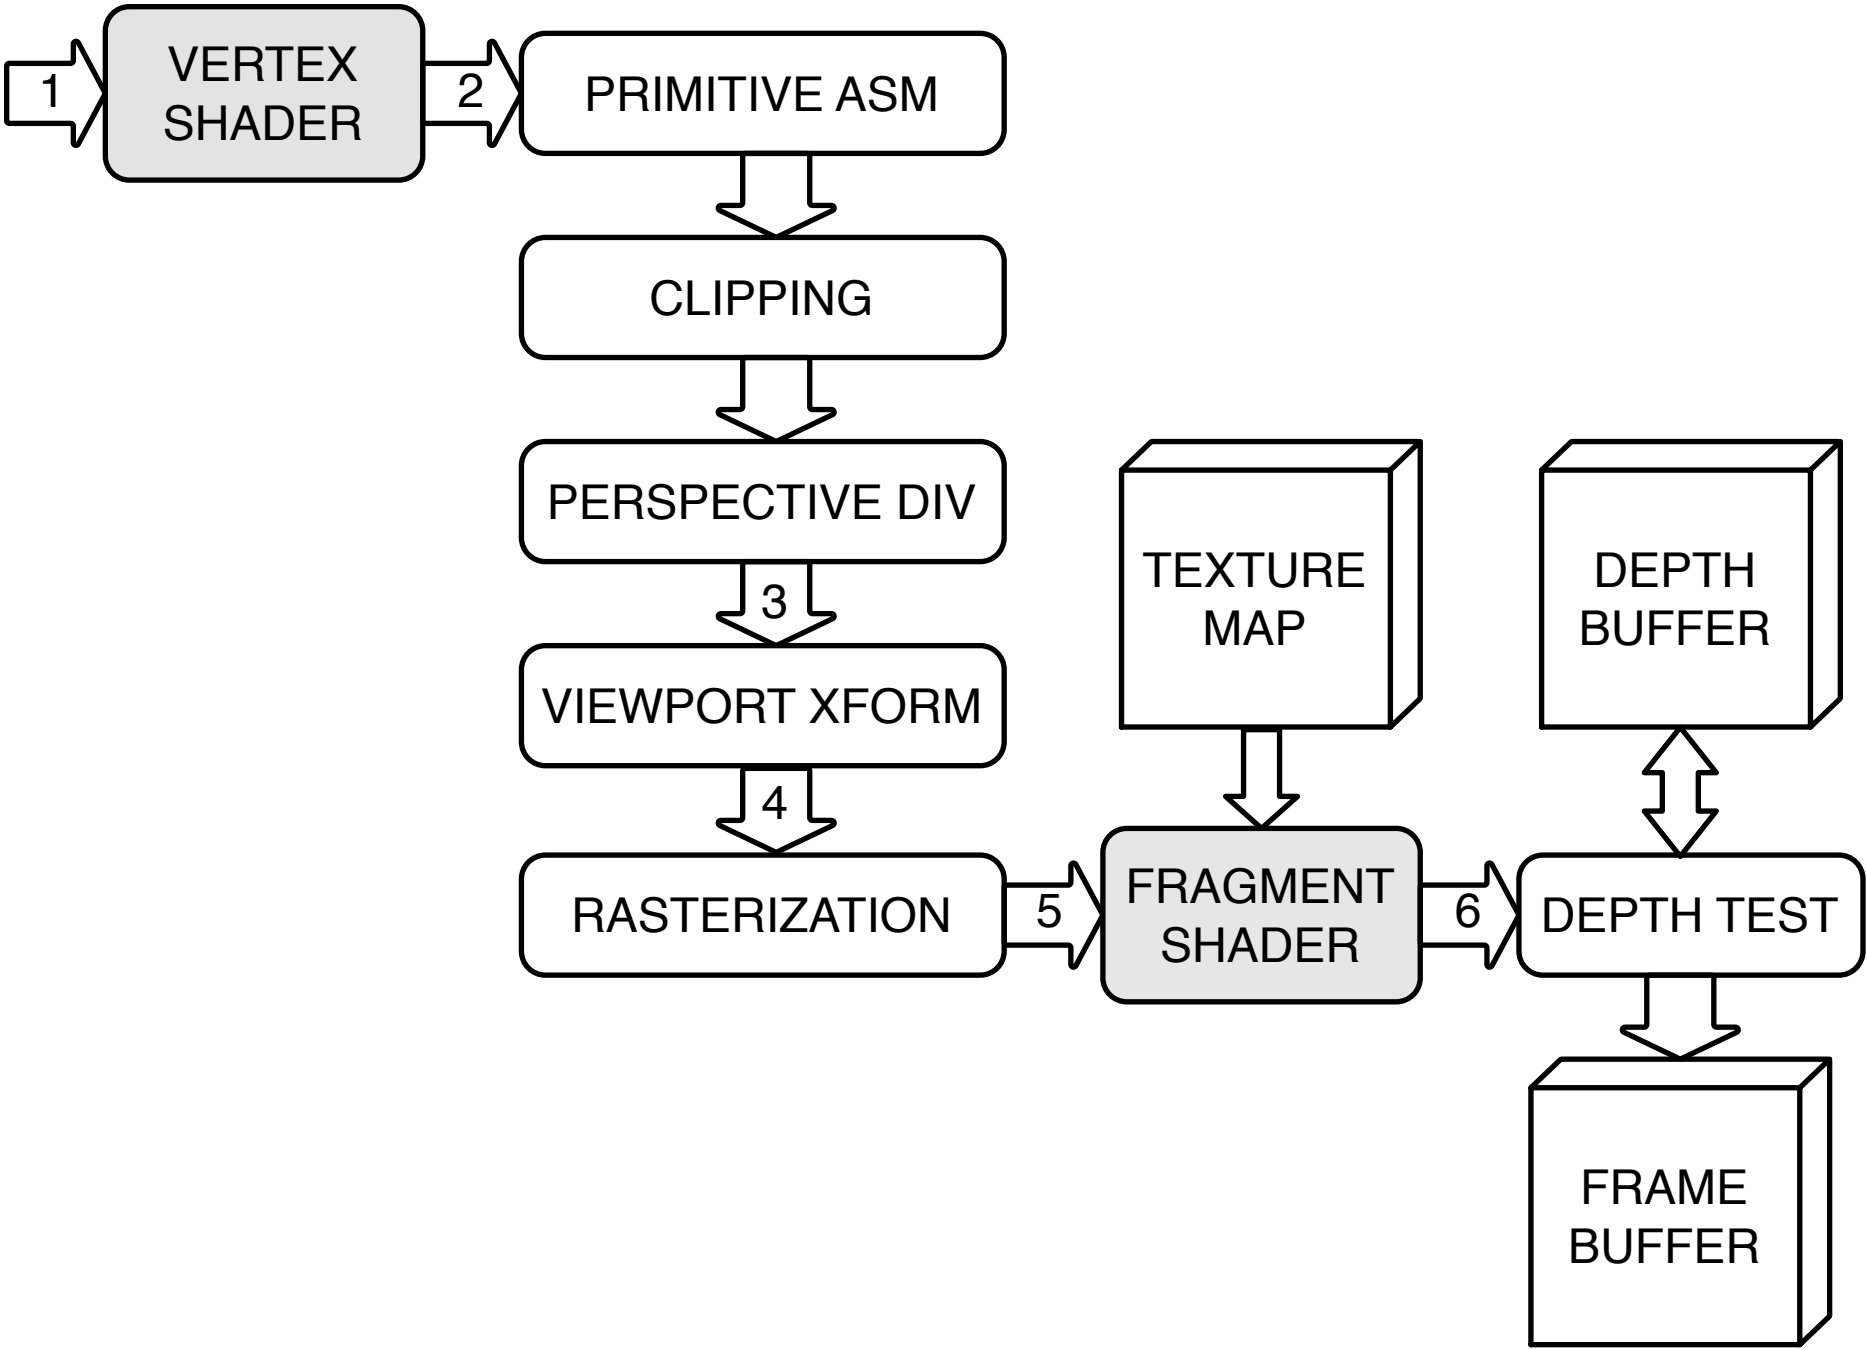 1
VERTEX
SHADER
2
PRIMITIVE ASM
CLIPPING
PERSPECTIVE DIV
3
VIEWPORT XFORM
4
RASTERIZATION
5
TEXTURE
MAP
FRAGMENT
SHADER
6
DEPTH
BUFFER
DEPTH TEST
FRAME
BUFFER